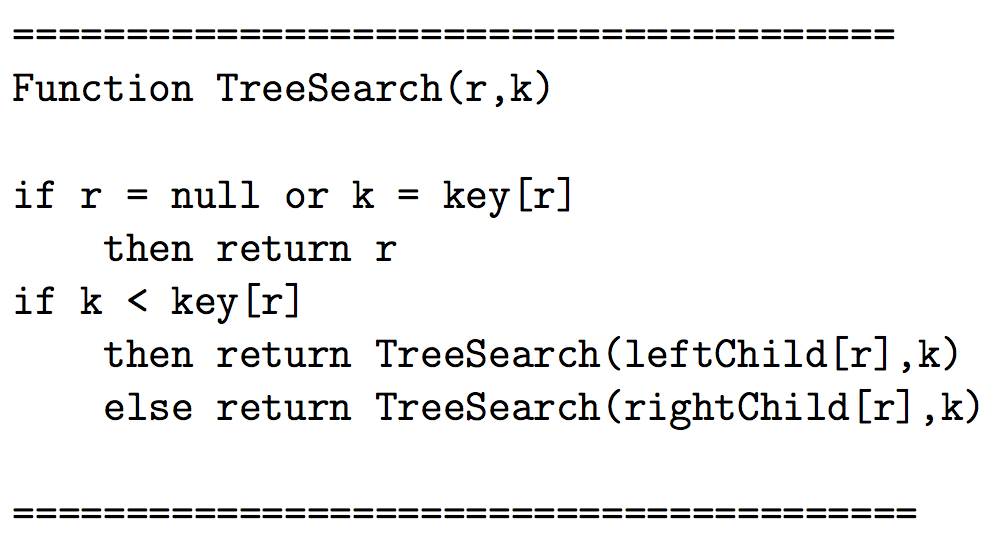 =======================================
Function TreeSearch(r,k)
if r = null or k = key[r]
then return r
if k < key[r]
then return TreeSearch(leftChild[r],k)
else return TreeSearch(rightChild[r],k)
========================================